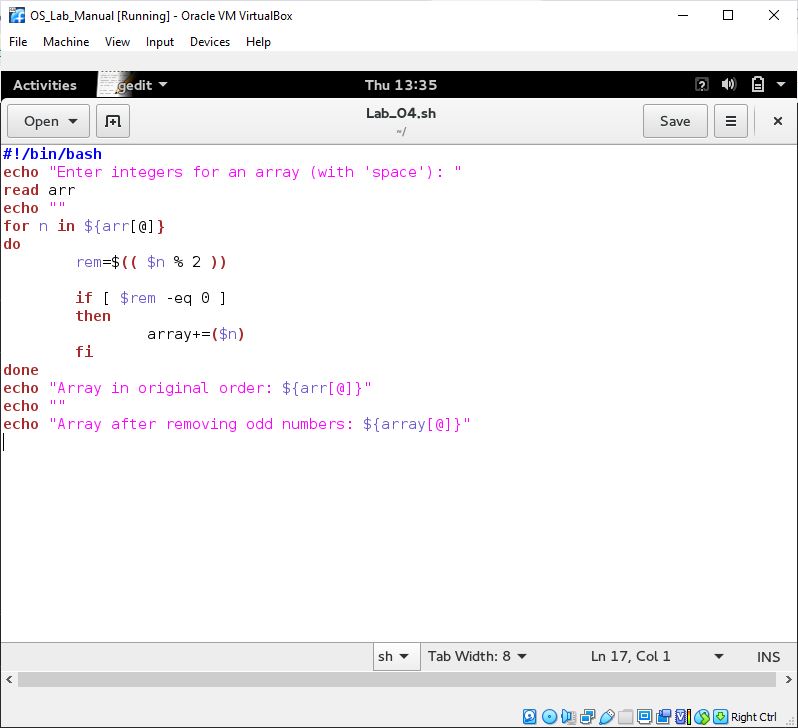 OS_Lab_Manual [Running] - Oracle VM VirtualBox
File Machine View Input Devices Help
Activities gedit Thu 13:35
Open Lab_04.sh Save
~/
#!/bin/bash
echo "Enter integers for an array (with 'space'): "
read arr
echo ""
for n in ${arr[@]}
do
rem=$(( $n % 2 ))
if [ $rem -eq 0 ]
then
array+=($n)
fi
done
echo "Array in original order: ${arr[@]}"
echo ""
echo "Array after removing odd numbers: ${array[@]}"
sh Tab Width: 8 Ln 17, Col 1 INS
Right Ctrl